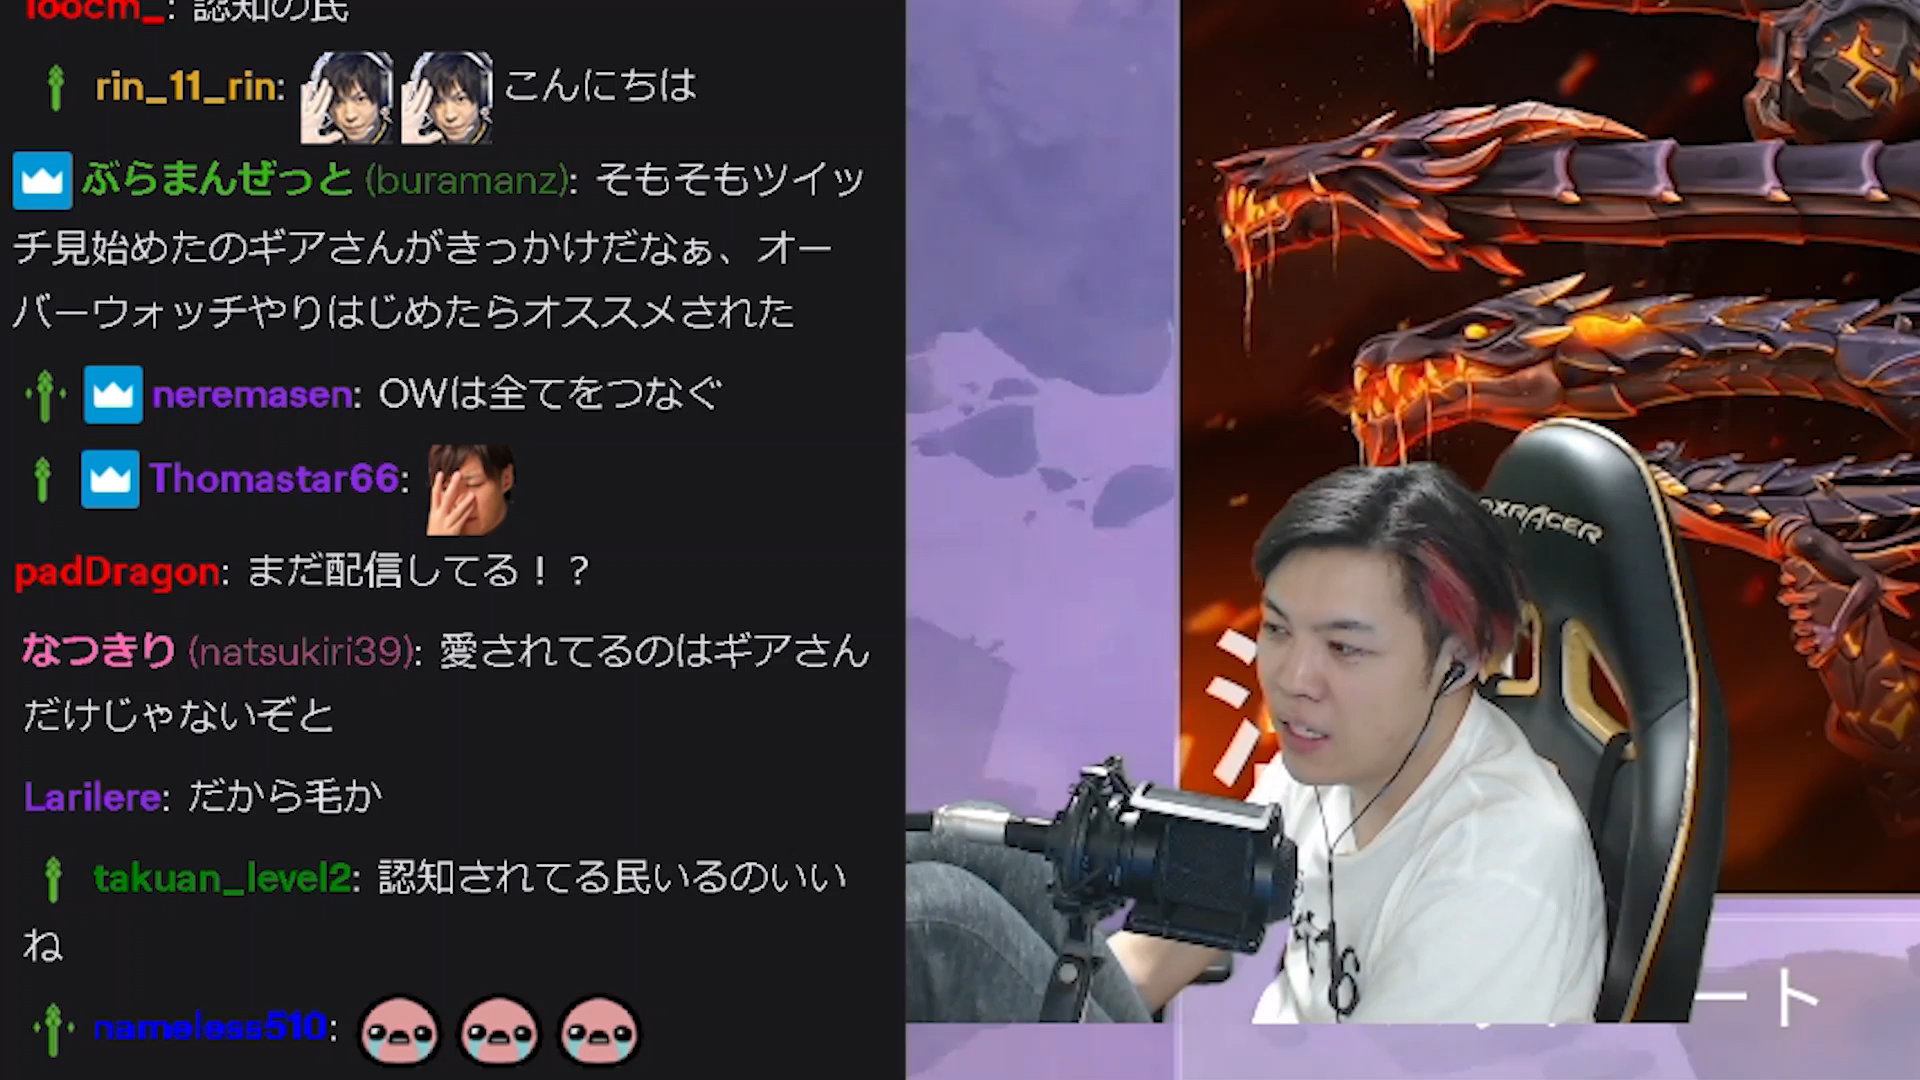 loocm_: 認知の民
rin_11_rin: こんにちは
ぶらまんぜっと (buramanz): そもそもツイッ
チ見始めたのギアさんがきっかけだなぁ、オー
バーウォッチやりはじめたらオススメされた
neremasen: OWは全てをつなぐ
Thomastar66:
padDragon: まだ配信してる！？
なつきり (natsukiri39): 愛されてるのはギアさん
だけじゃないぞと
Larilere: だから毛か
takuan_level2: 認知されてる民いるのいい
ね
nameless510:
DXRACER
ート